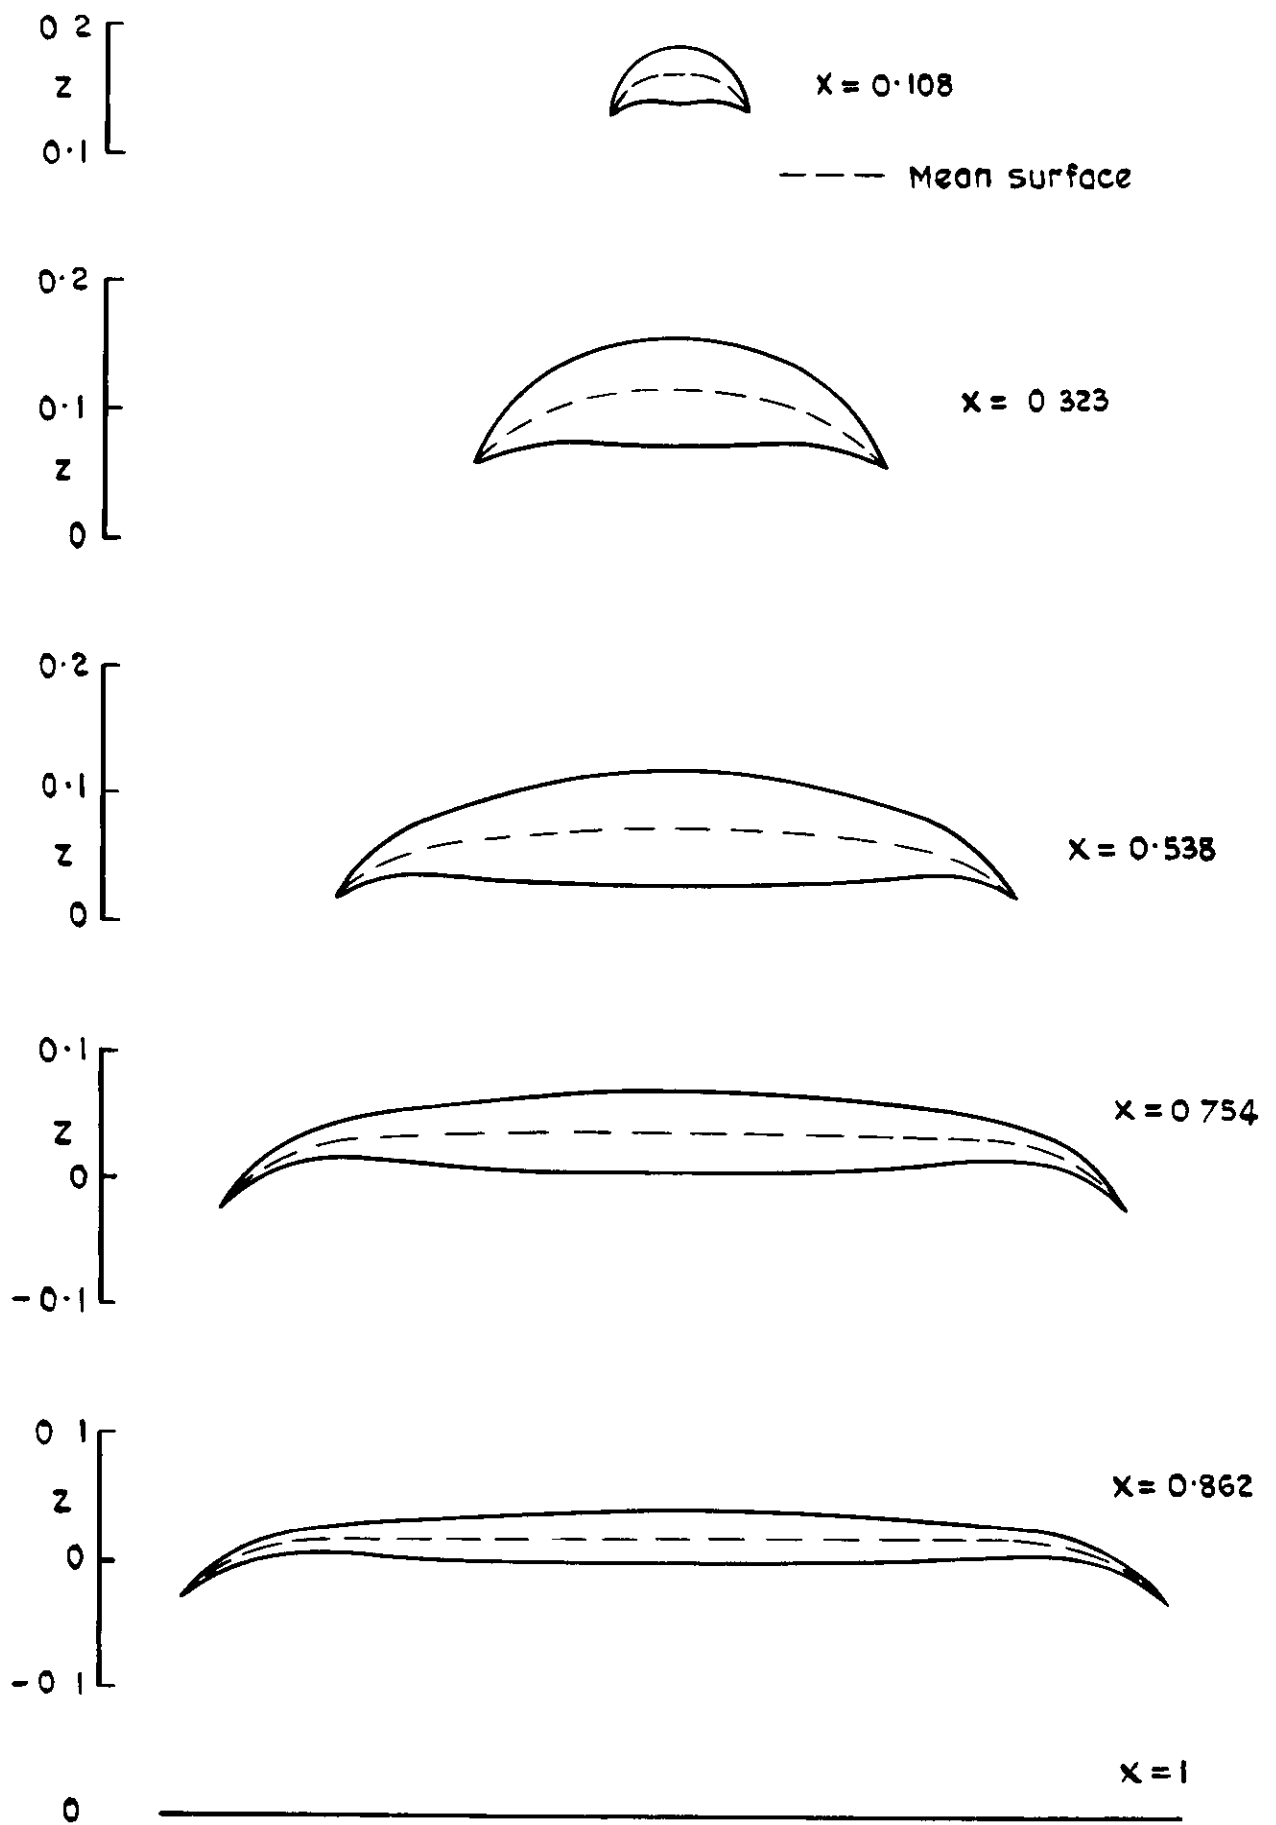 0 2
z
x = 0·108
0·1
Mean surface
0·2
0·1
x = 0 323
z
0
0·2
0·1
x = 0·538
z
0
0·1
x = 0 754
z
0
-0·1
0 1
x = 0·862
z
0
-0 1
x = 1
0